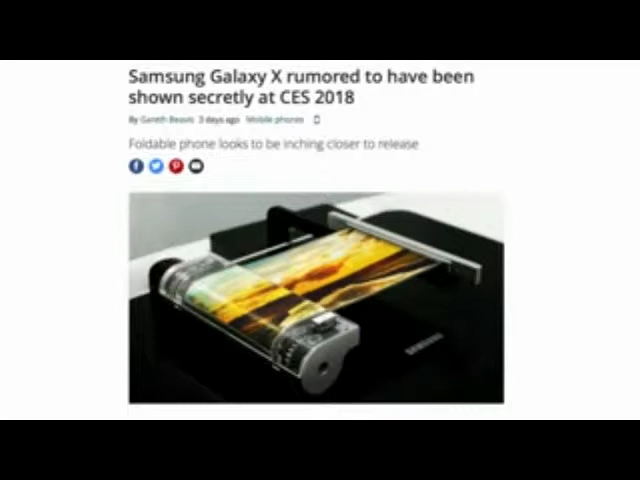 Samsung Galaxy X rumored to have been
shown secretly at CES 2018
By Gareth Beavis 3 days ago Mobile phones
Foldable phone looks to be inching closer to release
SAMSUNG